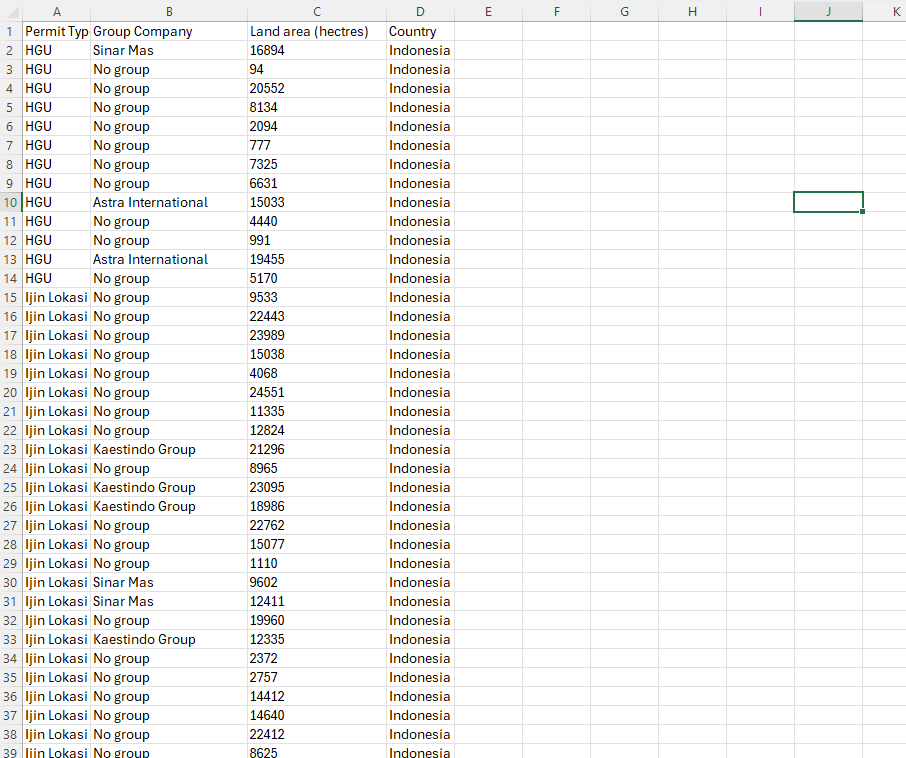 A B C D E F G H I J K
1 Permit Typ Group Company Land area (hectres) Country
2 HGU Sinar Mas 16894 Indonesia
3 HGU No group 94 Indonesia
4 HGU No group 20552 Indonesia
5 HGU No group 8134 Indonesia
6 HGU No group 2094 Indonesia
7 HGU No group 777 Indonesia
8 HGU No group 7325 Indonesia
9 HGU No group 6631 Indonesia
10 HGU Astra International 15033 Indonesia
11 HGU No group 4440 Indonesia
12 HGU No group 991 Indonesia
13 HGU Astra International 19455 Indonesia
14 HGU No group 5170 Indonesia
15 Ijin Lokasi No group 9533 Indonesia
16 Ijin Lokasi No group 22443 Indonesia
17 Ijin Lokasi No group 23989 Indonesia
18 Ijin Lokasi No group 15038 Indonesia
19 Ijin Lokasi No group 4068 Indonesia
20 Ijin Lokasi No group 24551 Indonesia
21 Ijin Lokasi No group 11335 Indonesia
22 Ijin Lokasi No group 12824 Indonesia
23 Ijin Lokasi Kaestindo Group 21296 Indonesia
24 Ijin Lokasi No group 8965 Indonesia
25 Ijin Lokasi Kaestindo Group 23095 Indonesia
26 Ijin Lokasi Kaestindo Group 18986 Indonesia
27 Ijin Lokasi No group 22762 Indonesia
28 Ijin Lokasi No group 15077 Indonesia
29 Ijin Lokasi No group 1110 Indonesia
30 Ijin Lokasi Sinar Mas 9602 Indonesia
31 Ijin Lokasi Sinar Mas 12411 Indonesia
32 Ijin Lokasi No group 19960 Indonesia
33 Ijin Lokasi Kaestindo Group 12335 Indonesia
34 Ijin Lokasi No group 2372 Indonesia
35 Ijin Lokasi No group 2757 Indonesia
36 Ijin Lokasi No group 14412 Indonesia
37 Ijin Lokasi No group 14640 Indonesia
38 Ijin Lokasi No group 22412 Indonesia
39 Ijin Lokasi No group 8625 Indonesia